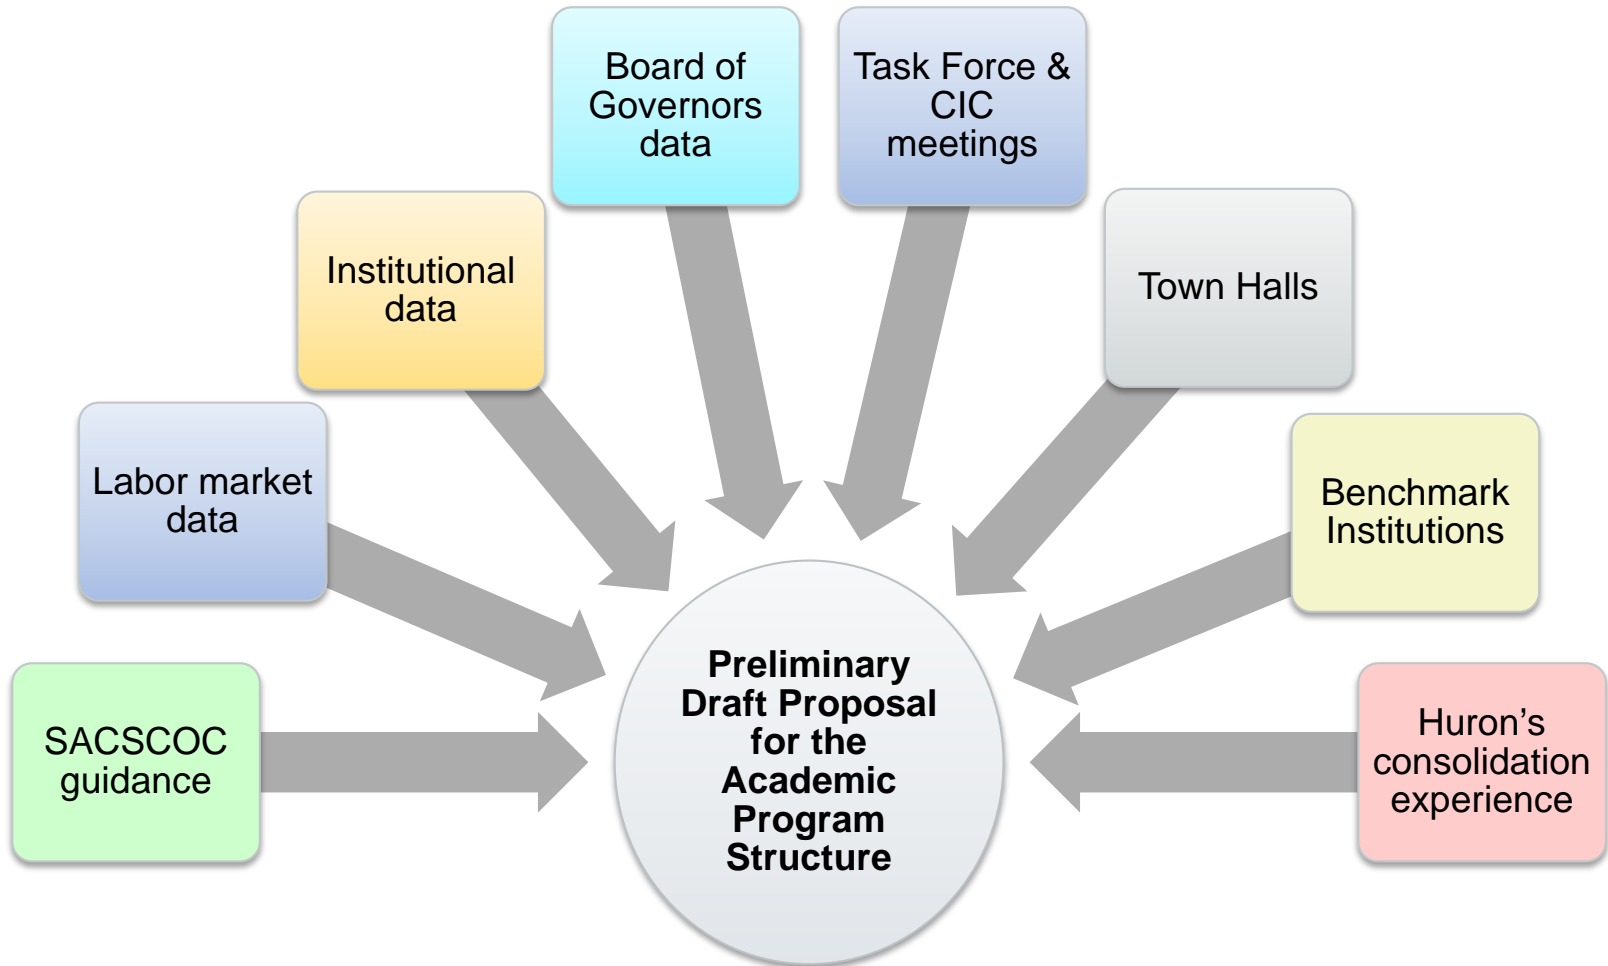 Board of
Governors
data
Task Force &
CIC
meetings
Institutional
data
Town Halls
Labor market
data
Benchmark
Institutions
SACSCOC
guidance
Preliminary
Draft Proposal
for the
Academic
Program
Structure
Huron’s
consolidation
experience